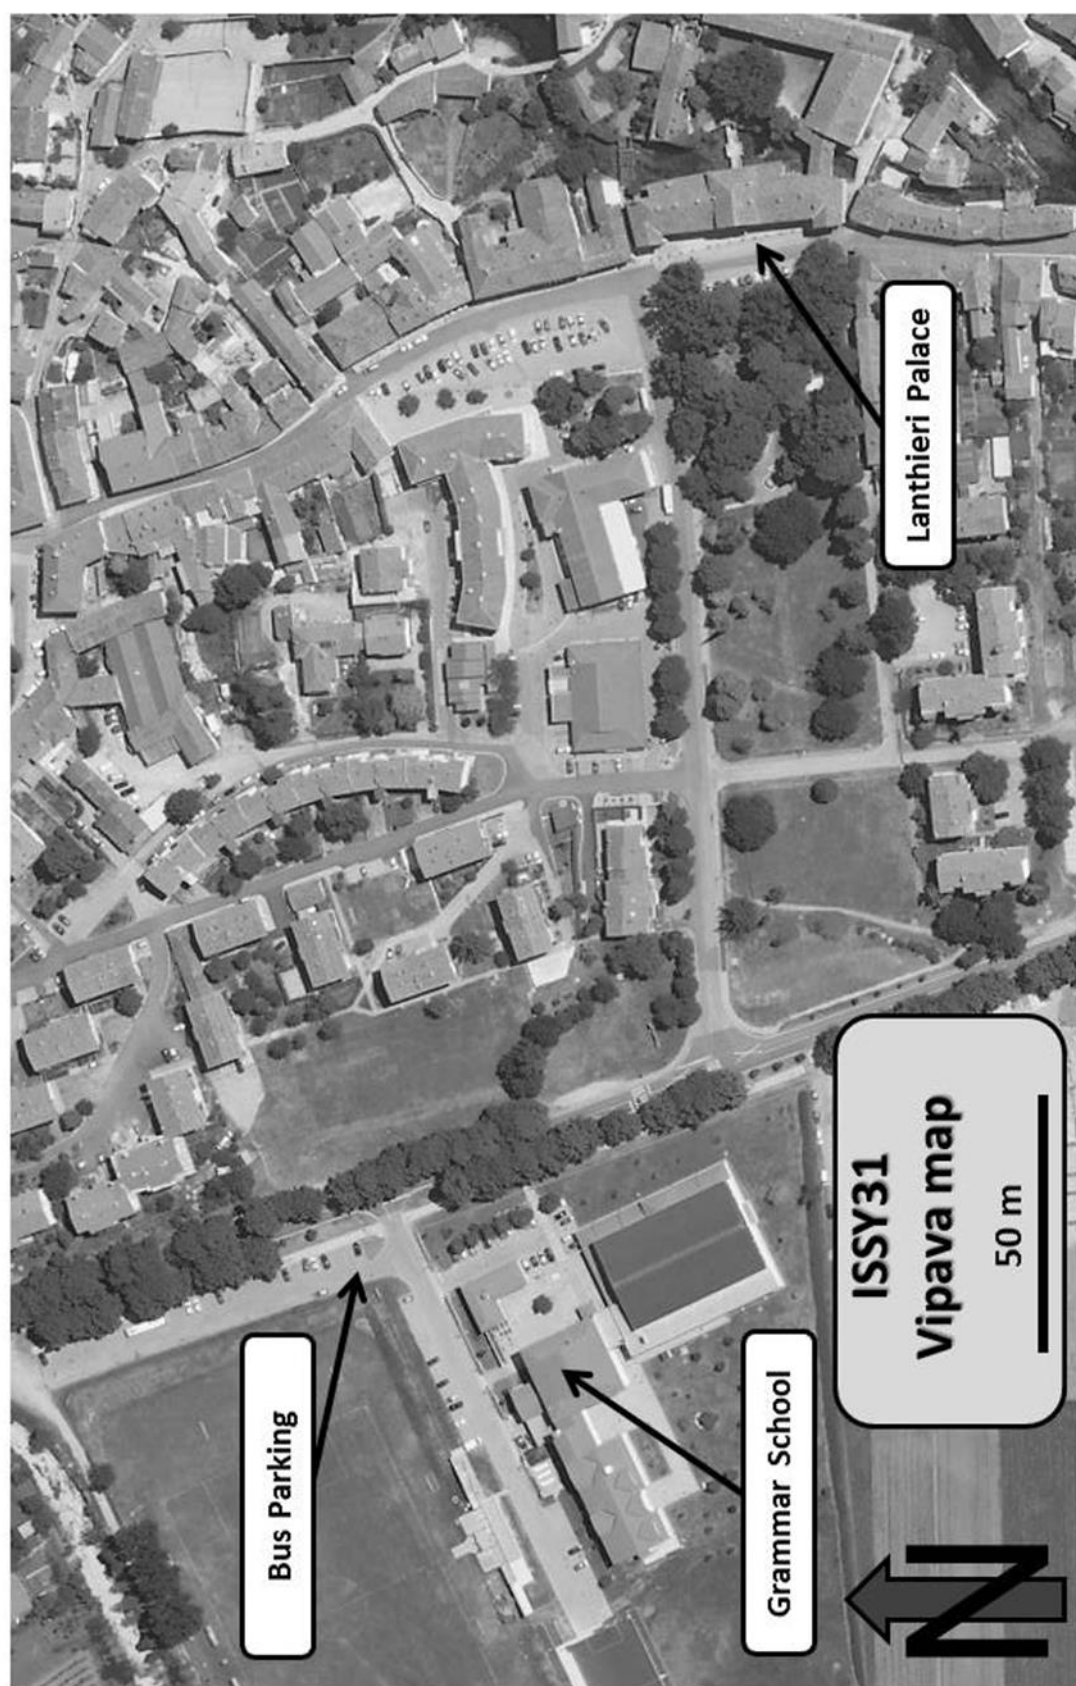 Bus Parking
Grammar School
Lanthieri Palace
ISSY31
Vipava map
50 m
N